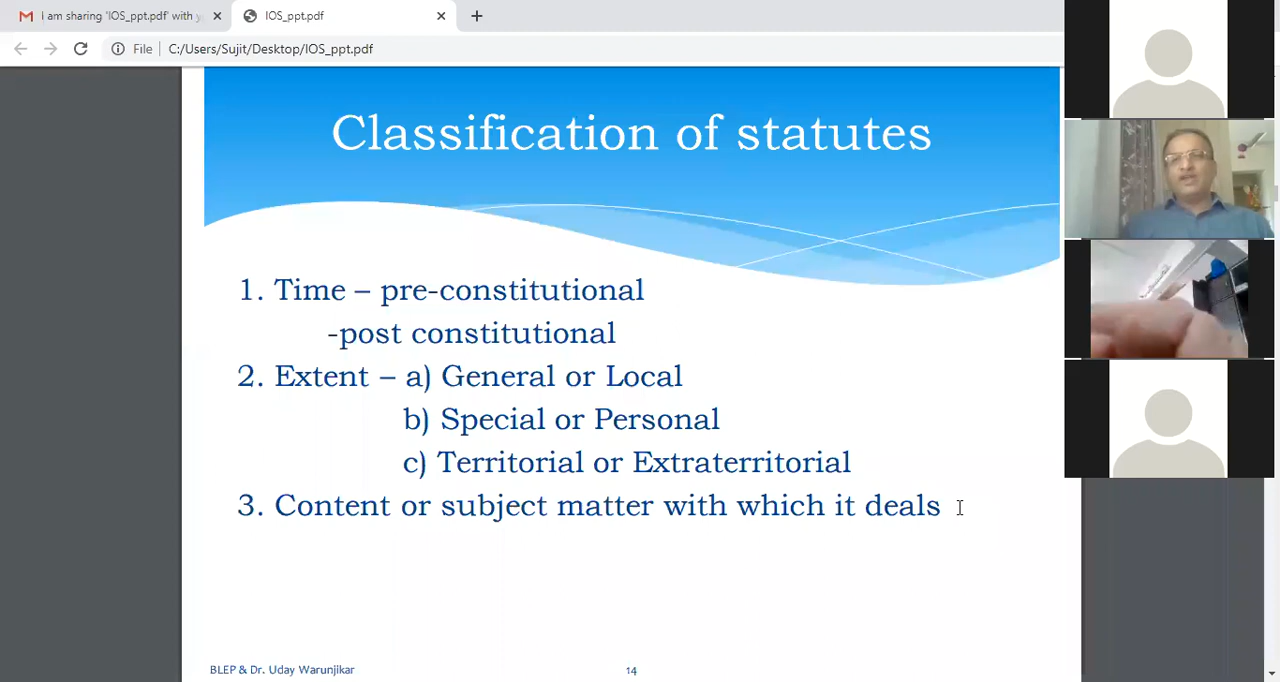 I am sharing 'IOS_ppt.pdf' with
IOS_ppt.pdf
File
C:/Users/Sujit/Desktop/IOS_ppt.pdf
Classification of statutes
1. Time – pre-constitutional
-post constitutional
2. Extent – a) General or Local
b) Special or Personal
c) Territorial or Extraterritorial
3. Content or subject matter with which it deals
BLEP & Dr. Uday Warunjikar
14